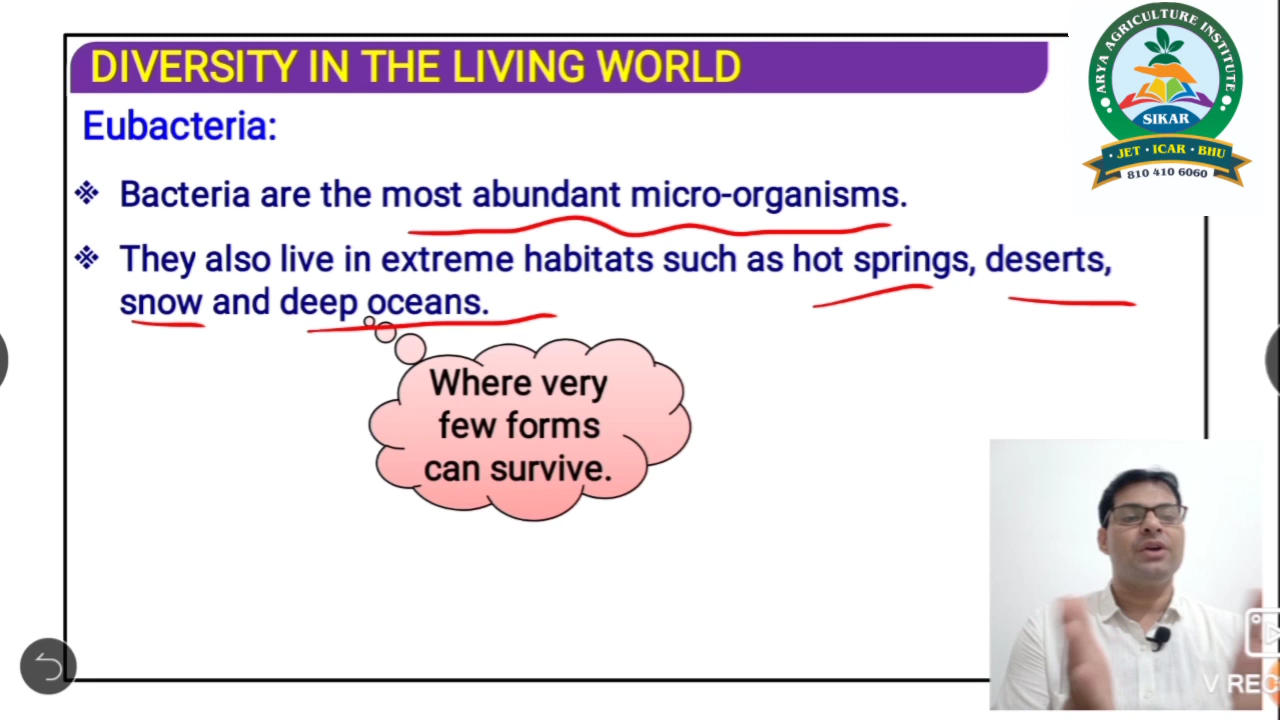 DIVERSITY IN THE LIVING WORLD
ARYA AGRICULTURE INSTITUTE
SIKAR
· JET · ICAR · BHU
810 410 6060
Eubacteria:
❖ Bacteria are the most abundant micro-organisms.
❖ They also live in extreme habitats such as hot springs, deserts,
snow and deep oceans.
Where very
few forms
can survive.
V REC